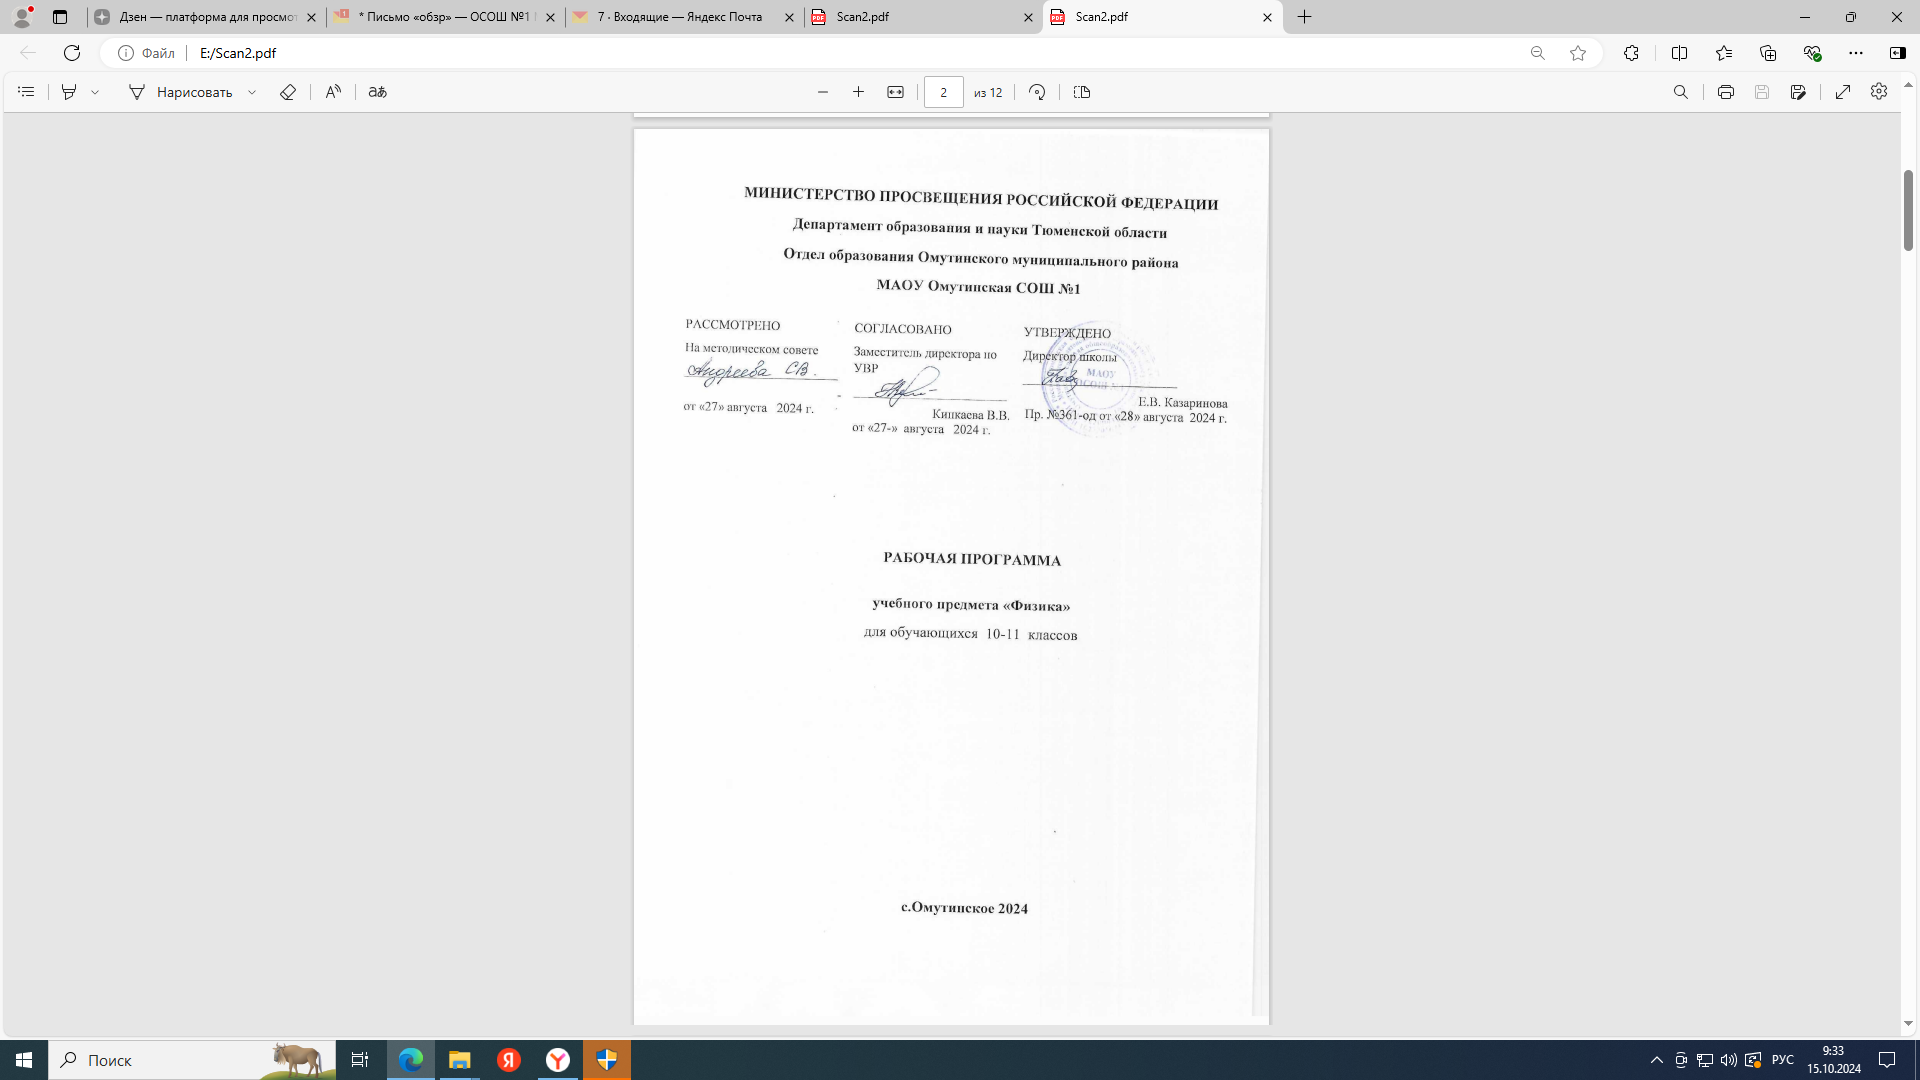 Дзен — платформа для просмот
* Письмо «обзр» — ОСОШ №1
7 · Входящие — Яндекс Почта
Scan2.pdf
Scan2.pdf
Файл
E:/Scan2.pdf
Нарисовать
2
из 12
МИНИСТЕРСТВО ПРОСВЕЩЕНИЯ РОССИЙСКОЙ ФЕДЕРАЦИИ
Департамент образования и науки Тюменской области
Отдел образования Омутинского муниципального района
МАОУ Омутинская СОШ №1
РАССМОТРЕНО
На методическом совете
Андреева С.В.
от «27» августа 2024 г.
СОГЛАСОВАНО
Заместитель директора по
УВР
Кипкаева В.В.
от «27-» августа 2024 г.
УТВЕРЖДЕНО
Директор школы
МАОУ
Е.В. Казаринова
Пр. №361-од от «28» августа 2024 г.
РАБОЧАЯ ПРОГРАММА
учебного предмета «Физика»
для обучающихся 10-11 классов
с.Омутинское 2024
Поиск
РУС
9:33
15.10.2024